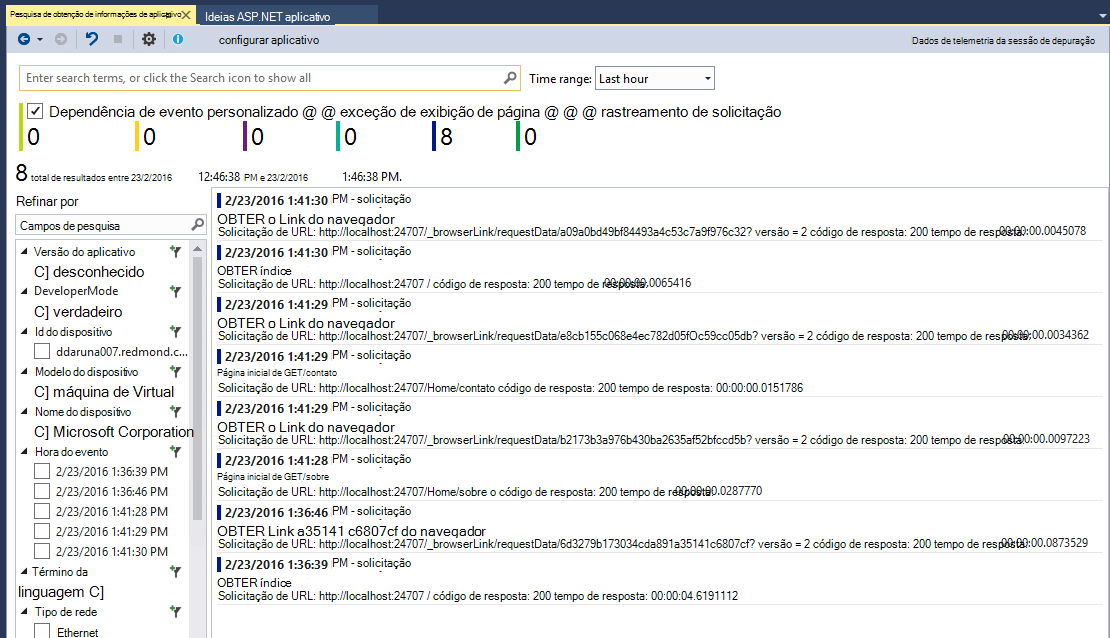 Pesquisa de obtenção de informações de aplicativo
Ideias ASP.NET aplicativo
configurar aplicativo
Dados de telemetria da sessão de depuração
Enter search terms, or click the Search icon to show all
Time range: Last hour
Dependência de evento personalizado @ @ exceção de exibição de página @ @ @ rastreamento de solicitação
0 0 0 0 8 0
8 total de resultados entre 23/2/2016 12:46:38 PM e 23/2/2016 1:46:38 PM.
Refinar por
Campos de pesquisa
Versão do aplicativo
C] desconhecido
DeveloperMode
C] verdadeiro
Id do dispositivo
ddaruna007.redmond.c...
Modelo do dispositivo
C] máquina de Virtual
Nome do dispositivo
C] Microsoft Corporation
Hora do evento
2/23/2016 1:36:39 PM
2/23/2016 1:36:46 PM
2/23/2016 1:41:28 PM
2/23/2016 1:41:29 PM
2/23/2016 1:41:30 PM
Término da
linguagem C]
Tipo de rede
Ethernet
2/23/2016 1:41:30 PM - solicitação
OBTER o Link do navegador
Solicitação de URL: http://localhost:24707/_browserLink/requestData/a09a0bd49bf84493a4c53c7a9f976c32? versão = 2 código de resposta: 200 tempo de resposta: 00:00:00.0045078
2/23/2016 1:41:30 PM - solicitação
OBTER índice
Solicitação de URL: http://localhost:24707 / código de resposta: 200 tempo de resposta: 00:00:00.0065416
2/23/2016 1:41:29 PM - solicitação
OBTER o Link do navegador
Solicitação de URL: http://localhost:24707/_browserLink/requestData/e8cb155c068e4ec782d05fOc59cc05db? versão = 2 código de resposta: 200 tempo de resposta: 00:00:00.0034362
2/23/2016 1:41:29 PM - solicitação
Página inicial de GET/contato
Solicitação de URL: http://localhost:24707/Home/contato código de resposta: 200 tempo de resposta: 00:00:00.0151786
2/23/2016 1:41:29 PM - solicitação
OBTER o Link do navegador
Solicitação de URL: http://localhost:24707/_browserLink/requestData/b2173b3a976b430ba2635af52bfccd5b? versão = 2 código de resposta: 200 tempo de resposta: 00:00:00.0097223
2/23/2016 1:41:28 PM - solicitação
Página inicial de GET/sobre
Solicitação de URL: http://localhost:24707/Home/sobre o código de resposta: 200 tempo de resposta: 00:00:00.0287770
2/23/2016 1:36:46 PM - solicitação
OBTER Link a35141 c6807cf do navegador
Solicitação de URL: http://localhost:24707/_browserLink/requestData/6d3279b173034cda891a35141c6807cf? versão = 2 código de resposta: 200 tempo de resposta: 00:00:00.0873529
2/23/2016 1:36:39 PM - solicitação
OBTER índice
Solicitação de URL: http://localhost:24707 / código de resposta: 200 tempo de resposta: 00:00:04.6191112